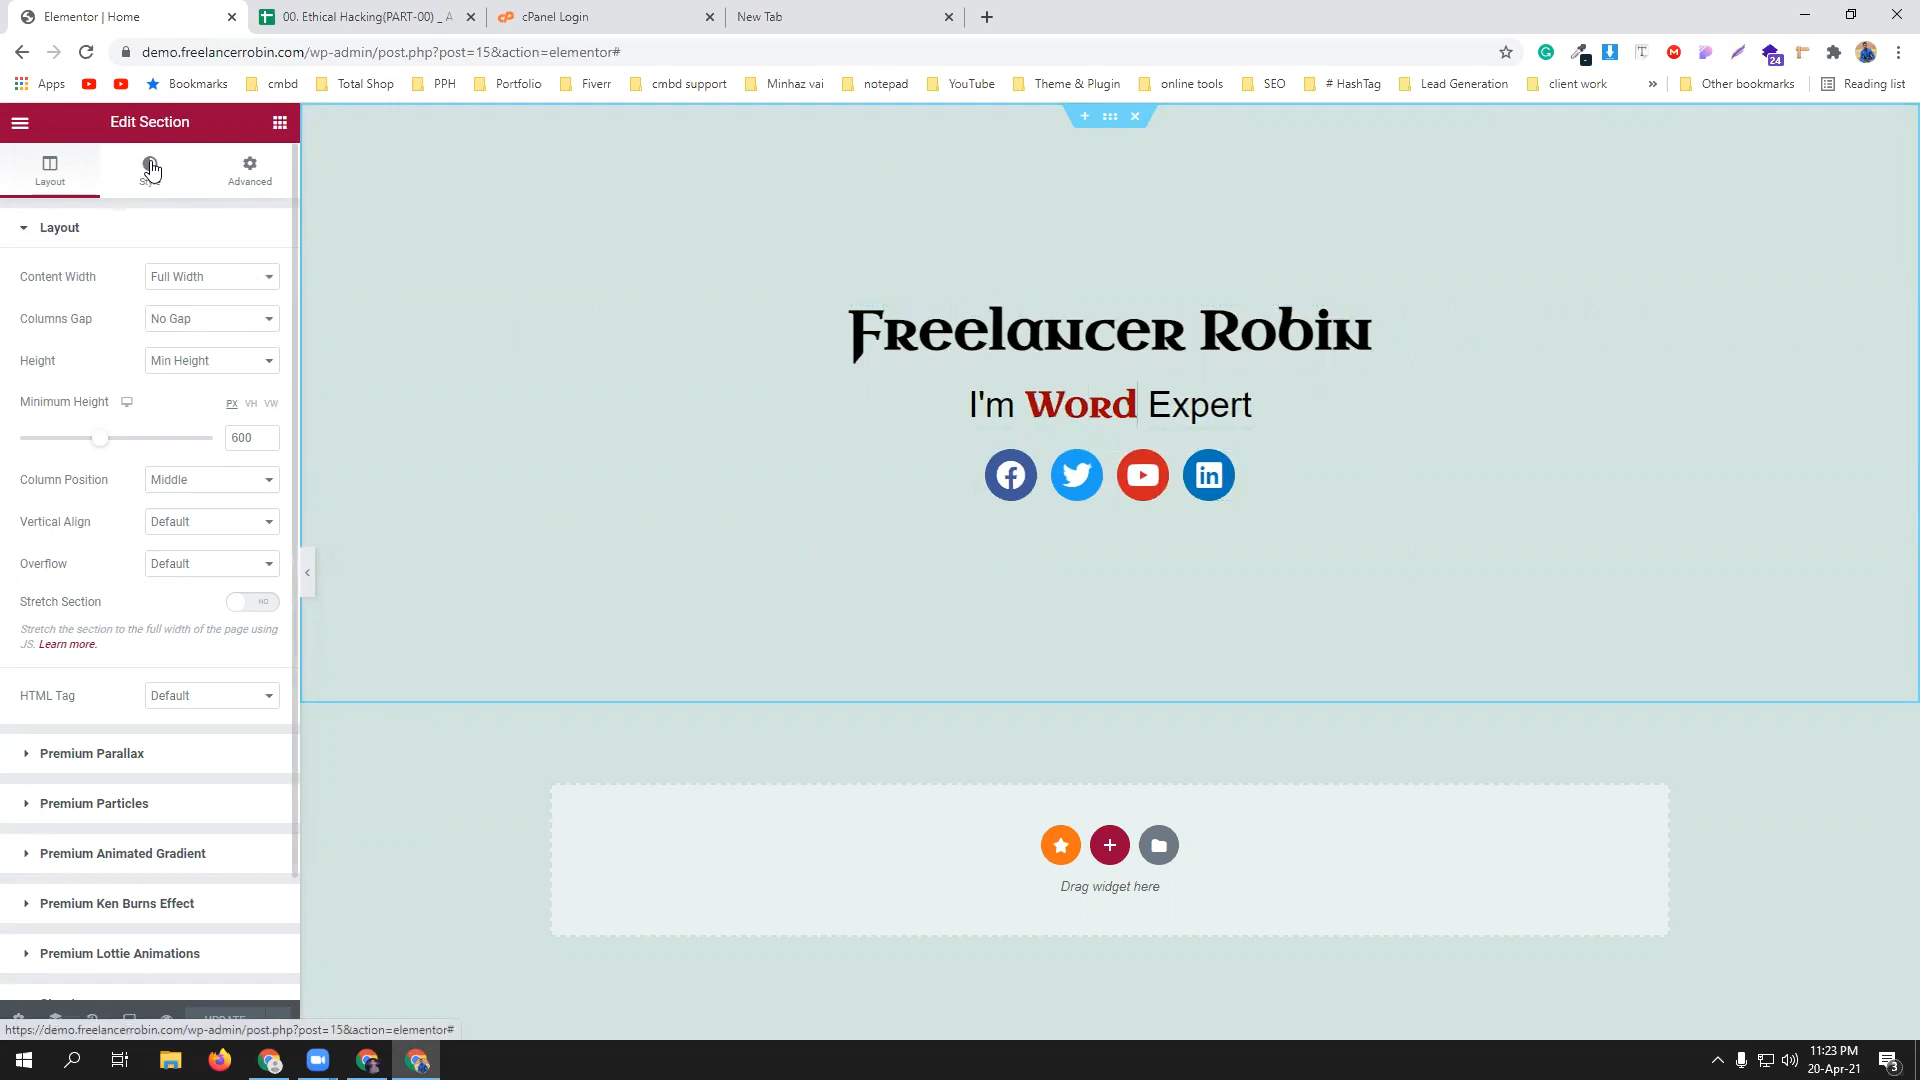 Elementor | Home
00. Ethical Hacking(PART-00) _ A
cPanel Login
New Tab
demo.freelancerrobin.com/wp-admin/post.php?post=15&action=elementor#
24
Apps
Bookmarks
cmbd
Total Shop
PPH
Portfolio
Fiverr
cmbd support
Minhaz vai
notepad
YouTube
Theme & Plugin
online tools
SEO
# HashTag
Lead Generation
client work
»
Other bookmarks
Reading list
Edit Section
Layout
Style
Advanced
Layout
Content Width
Full Width
Columns Gap
No Gap
Height
Min Height
Minimum Height
PX VH VW
600
Column Position
Middle
Vertical Align
Default
Overflow
Default
Stretch Section
NO
Stretch the section to the full width of the page using
JS. Learn more.
HTML Tag
Default
Premium Parallax
Premium Particles
Premium Animated Gradient
Premium Ken Burns Effect
Premium Lottie Animations
UPDATE
https://demo.freelancerrobin.com/wp-admin/post.php?post=15&action=elementor#
Freelancer Robin
I'm Word Expert
Drag widget here
11:23 PM
20-Apr-21
3